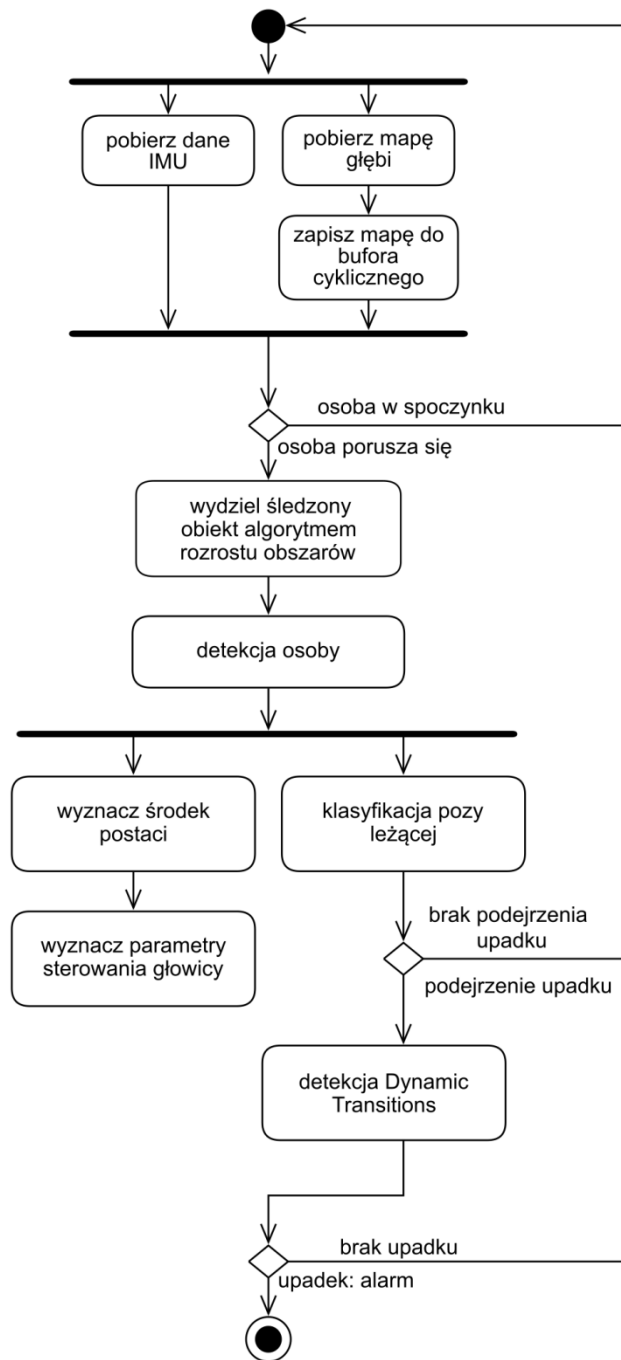 pobierz dane
IMU
pobierz mapę
głębi
zapisz mapę do
bufora
cyklicznego
osoba w spoczynku
osoba porusza się
wydziel śledzony
obiekt algorytmem
rozrostu obszarów
detekcja osoby
wyznacz środek
postaci
klasyfikacja pozy
leżącej
wyznacz parametry
sterowania głowicy
brak podejrzenia
upadku
podejrzenie upadku
detekcja Dynamic
Transitions
brak upadku
upadek: alarm